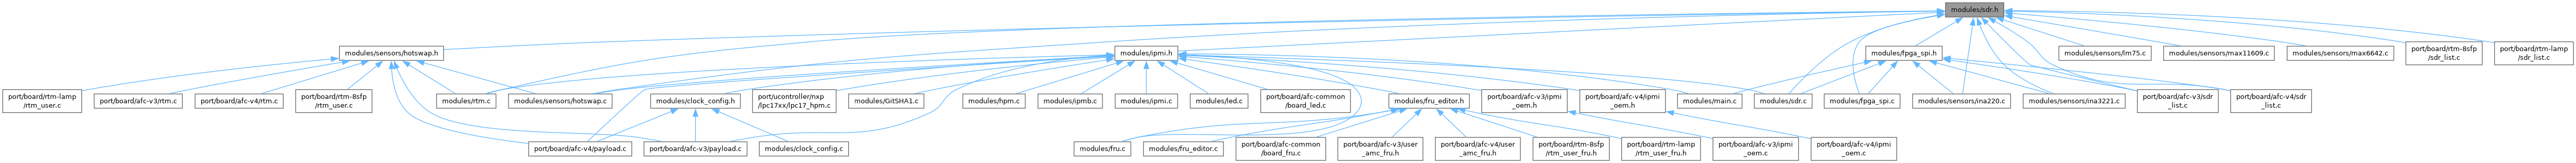 modules/sdr.h
modules/sensors/hotswap.h
modules/ipmi.h
modules/fpga_spi.h
modules/sensors/lm75.c
modules/sensors/max11609.c
modules/sensors/max6642.c
port/board/rtm-8sfp
/sdr_list.c
port/board/rtm-lamp
/sdr_list.c
port/board/rtm-lamp
/rtm_user.c
port/board/afc-v3/rtm.c
port/board/afc-v4/rtm.c
port/board/rtm-8sfp
/rtm_user.c
modules/rtm.c
modules/sensors/hotswap.c
modules/clock_config.h
port/ucontroller/nxp
/lpc17xx/lpc17_hpm.c
modules/GitSHA1.c
modules/hpm.c
modules/ipmb.c
modules/ipmi.c
modules/led.c
port/board/afc-common
/board_led.c
modules/fru_editor.h
port/board/afc-v3/ipmi
_oem.h
port/board/afc-v4/ipmi
_oem.h
modules/main.c
modules/sdr.c
modules/fpga_spi.c
modules/sensors/ina220.c
modules/sensors/ina3221.c
port/board/afc-v3/sdr
_list.c
port/board/afc-v4/sdr
_list.c
port/board/afc-v4/payload.c
port/board/afc-v3/payload.c
modules/clock_config.c
modules/fru.c
modules/fru_editor.c
port/board/afc-common
/board_fru.c
port/board/afc-v3/user
_amc_fru.h
port/board/afc-v4/user
_amc_fru.h
port/board/rtm-8sfp
/rtm_user_fru.h
port/board/rtm-lamp
/rtm_user_fru.h
port/board/afc-v3/ipmi
_oem.c
port/board/afc-v4/ipmi
_oem.c